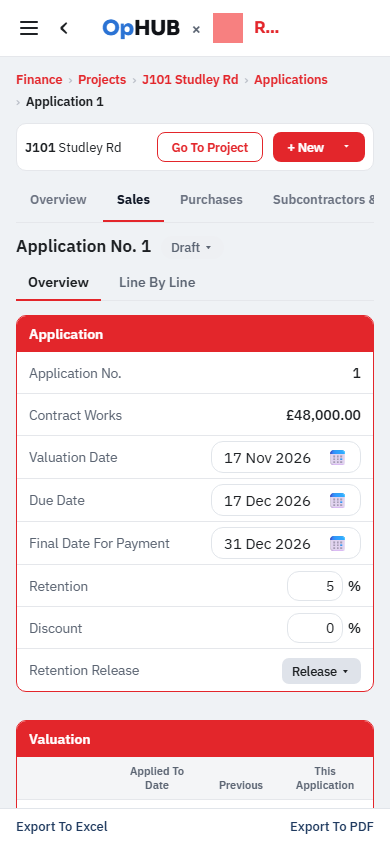 OpHUB × R...
Finance › Projects › J101 Studley Rd › Applications
› Application 1
J101 Studley Rd Go To Project + New
Overview Sales Purchases Subcontractors &
Application No. 1 Draft
Overview Line By Line
Application
Application No. 1
Contract Works £48,000.00
Valuation Date 17 Nov 2026
Due Date 17 Dec 2026
Final Date For Payment 31 Dec 2026
Retention 5 %
Discount 0 %
Retention Release Release
Valuation
Applied To Date Previous This Application
Export To Excel Export To PDF